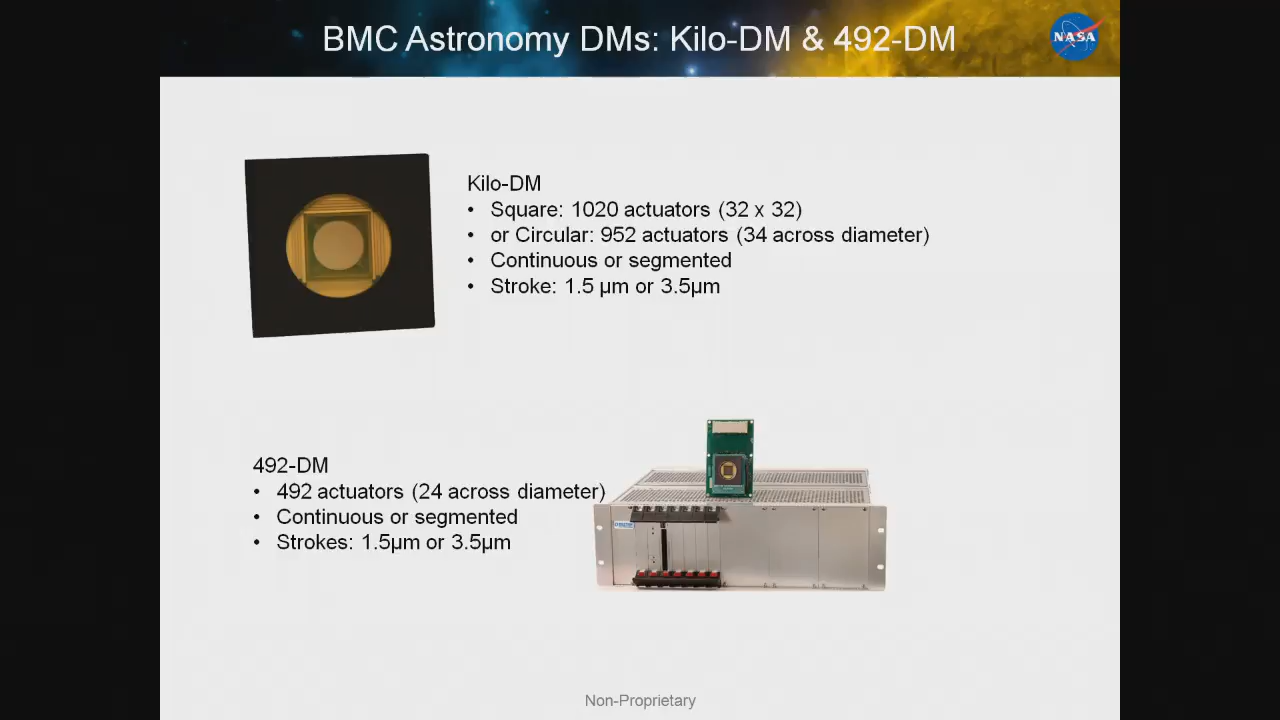 BMC Astronomy DMs: Kilo-DM & 492-DM
NASA
Kilo-DM
• Square: 1020 actuators (32 x 32)
• or Circular: 952 actuators (34 across diameter)
• Continuous or segmented
• Stroke: 1.5 µm or 3.5µm
492-DM
• 492 actuators (24 across diameter)
• Continuous or segmented
• Strokes: 1.5µm or 3.5µm
Non-Proprietary